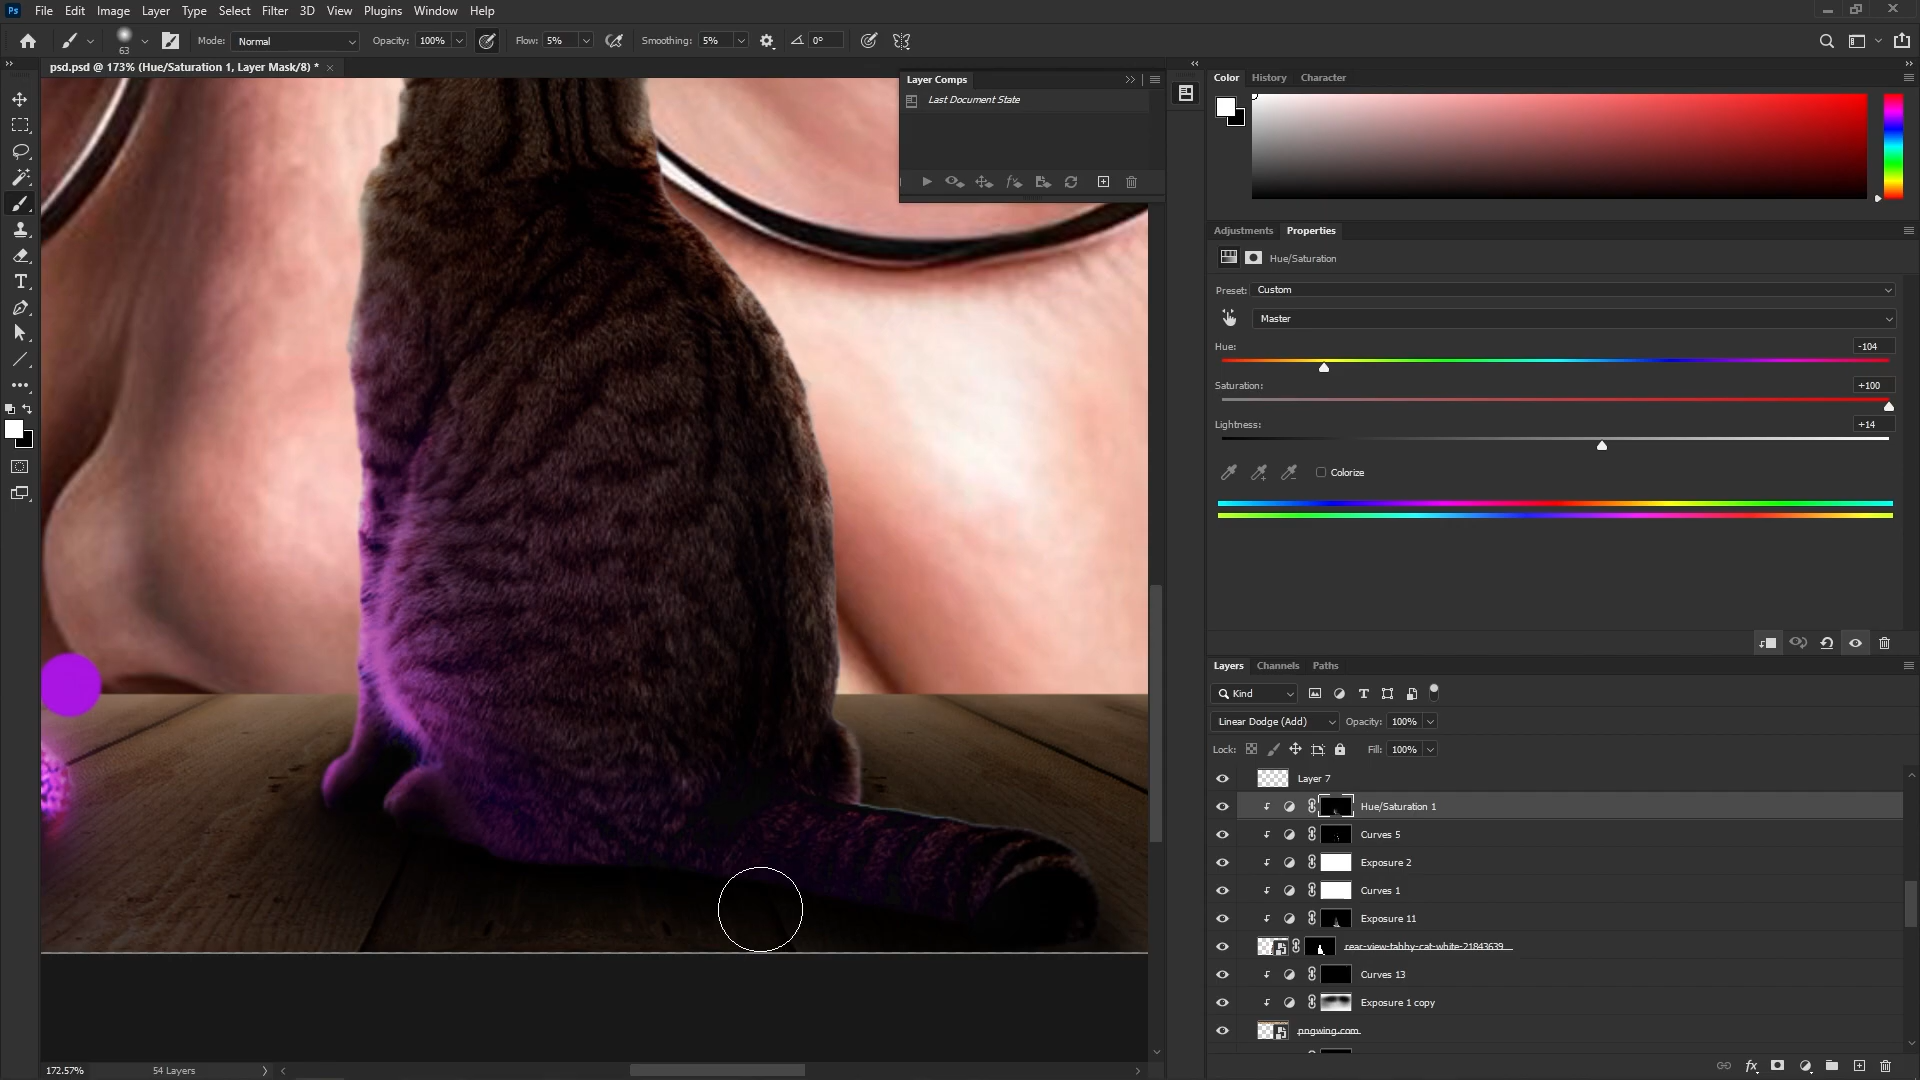 Ps File Edit Image Layer Type Select Filter 3D View Plugins Window Help
63 Mode: Normal Opacity: 100% Flow: 5% Smoothing: 5% 0°
psd.psd @ 173% (Hue/Saturation 1, Layer Mask/8) *
Layer Comps
Last Document State
Color History Character
Adjustments Properties
Hue/Saturation
Preset: Custom
Master
Hue: -104
Saturation: +100
Lightness: +14
Colorize
Layers Channels Paths
Kind
Linear Dodge (Add) Opacity: 100%
Lock: Fill: 100%
Layer 7
Hue/Saturation 1
Curves 5
Exposure 2
Curves 1
Exposure 11
rear-view-tabby-cat-white-21843639
Curves 13
Exposure 1 copy
pngwing.com
172.57% 54 Layers